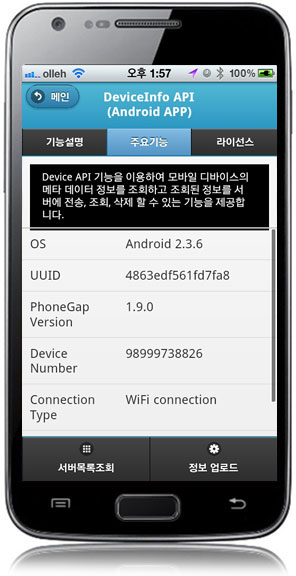 olleh 오후 1:57 100%
메인
DeviceInfo API
(Android APP)
기능설명 주요기능 라이선스
Device API 기능을 이용하여 모바일 디바이스의
메타 데이터 정보를 조회하고 조회된 정보를 서
버에 전송, 조회, 삭제 할 수 있는 기능을 제공합
니다.
OS Android 2.3.6
UUID 4863edf561fd7fa8
PhoneGap 1.9.0
Version
Device 98999738826
Number
Connection WiFi connection
Type
서버목록조회 정보 업로드